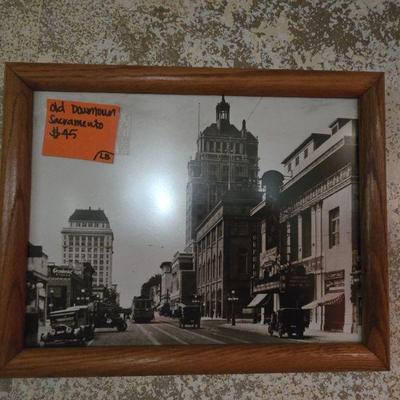 old Downtown
Sacramento
$45
LB